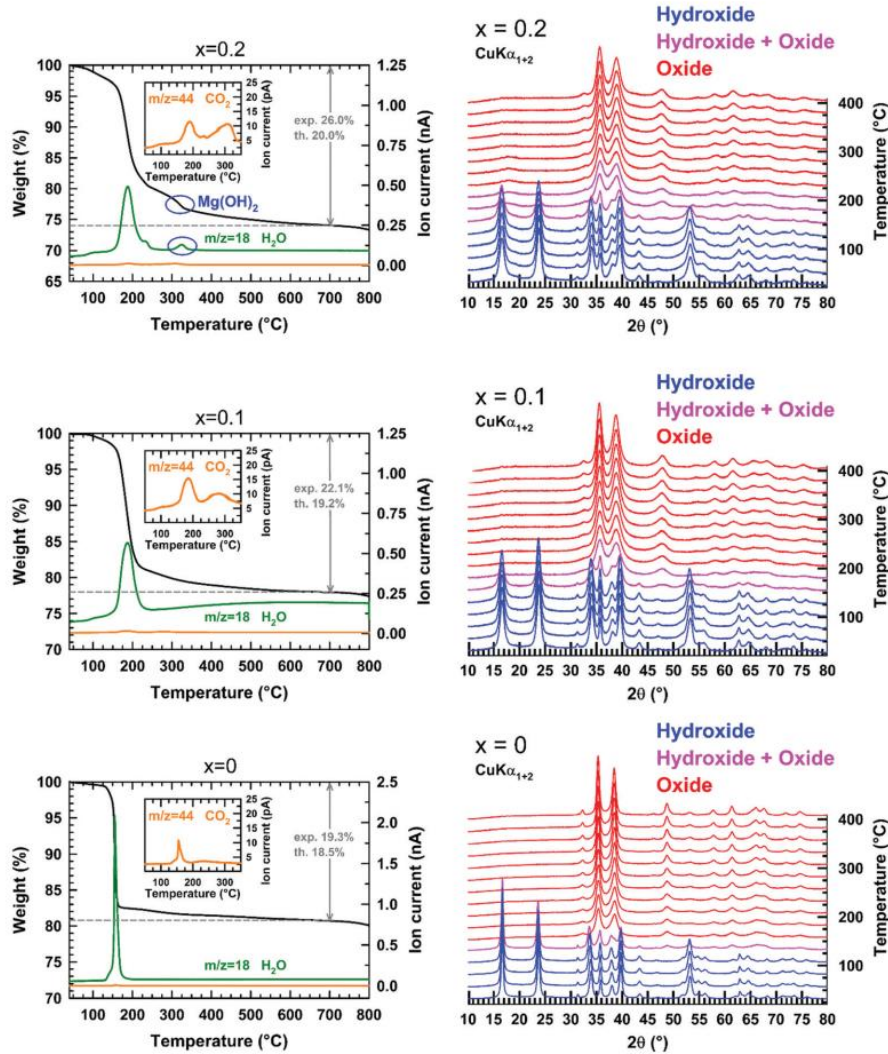 x=0.2
100
95
90
85
80
75
70
65
Weight (%)
1.25
1.00
0.75
0.50
0.25
0.00
Ion current (nA)
m/z=44 CO₂
25
20
15
10
5
Ion current (pA)
100 200 300
Temperature (°C)
exp. 26.0%
th. 20.0%
Mg(OH)₂
m/z=18 H₂O
100 200 300 400 500 600 700 800
Temperature (°C)
x = 0.2
CuKα₁₊₂
Hydroxide
Hydroxide + Oxide
Oxide
400
300
200
100
Temperature (°C)
10 15 20 25 30 35 40 45 50 55 60 65 70 75 80
2θ (°)
x=0.1
100
95
90
85
80
75
70
Weight (%)
1.25
1.00
0.75
0.50
0.25
0.00
Ion current (nA)
m/z=44 CO₂
25
20
15
10
5
Ion current (pA)
100 200 300
Temperature (°C)
exp. 22.1%
th. 19.2%
m/z=18 H₂O
100 200 300 400 500 600 700 800
Temperature (°C)
x = 0.1
CuKα₁₊₂
Hydroxide
Hydroxide + Oxide
Oxide
400
300
200
100
Temperature (°C)
10 15 20 25 30 35 40 45 50 55 60 65 70 75 80
2θ (°)
x=0
100
95
90
85
80
75
70
Weight (%)
2.5
2.0
1.5
1.0
0.5
0.0
Ion current (nA)
m/z=44 CO₂
25
20
15
10
5
Ion current (pA)
100 200 300
Temperature (°C)
exp. 19.3%
th. 18.5%
m/z=18 H₂O
100 200 300 400 500 600 700 800
Temperature (°C)
x = 0
CuKα₁₊₂
Hydroxide
Hydroxide + Oxide
Oxide
400
300
200
100
Temperature (°C)
10 15 20 25 30 35 40 45 50 55 60 65 70 75 80
2θ (°)